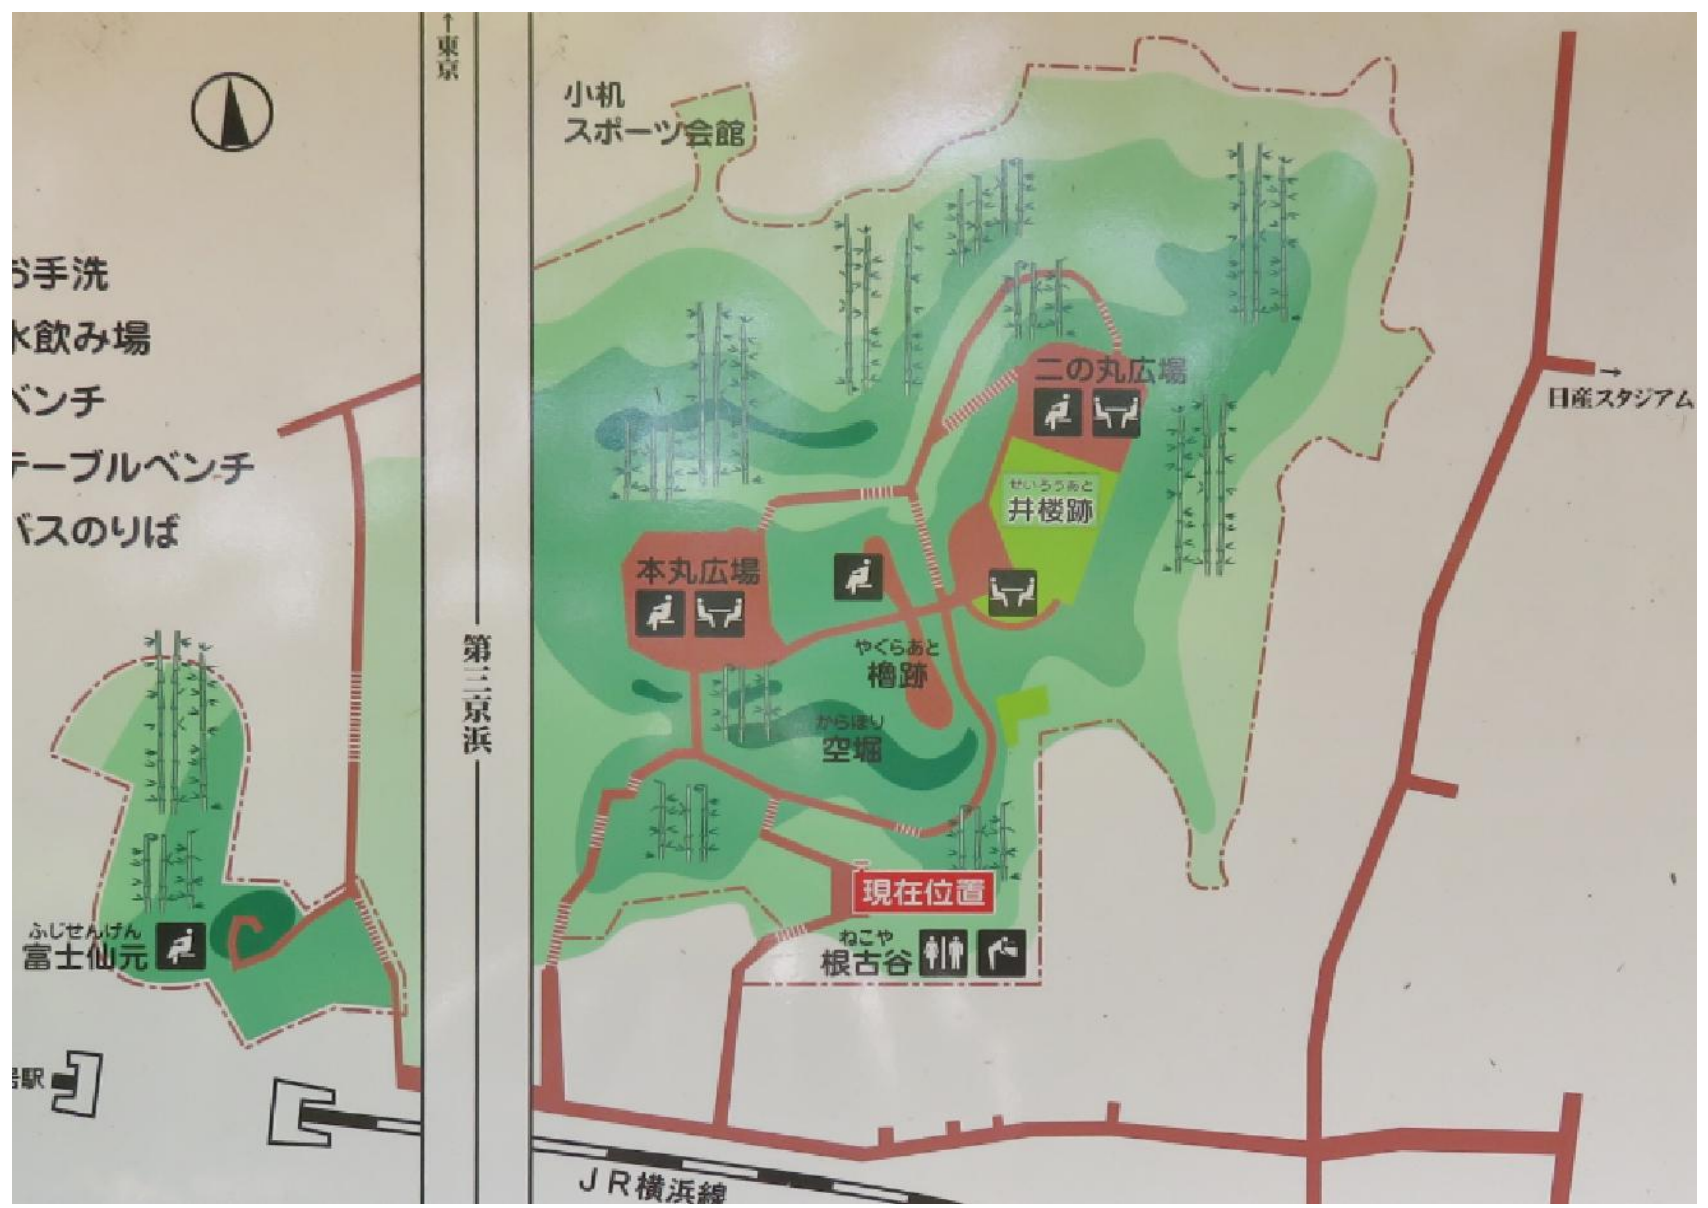 ↑東京
小机
スポーツ会館
お手洗
水飲み場
ベンチ
テーブルベンチ
バスのりば
二の丸広場
→
日産スタジアム
せいろうあと
井楼跡
本丸広場
第三京浜
やぐらあと
櫓跡
からぼり
空堀
現在位置
ふじせんげん
富士仙元
ねこや
根古谷
駅
JR横浜線